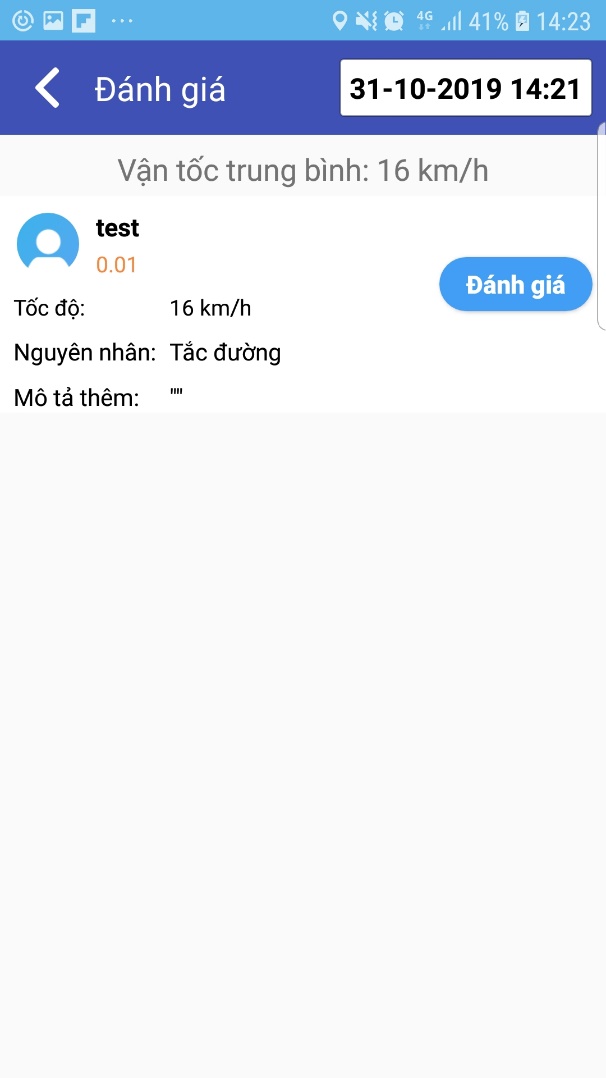 4G 41% 14:23
Đánh giá 31-10-2019 14:21
Vận tốc trung bình: 16 km/h
test
0.01
Đánh giá
Tốc độ: 16 km/h
Nguyên nhân: Tắc đường
Mô tả thêm: ""